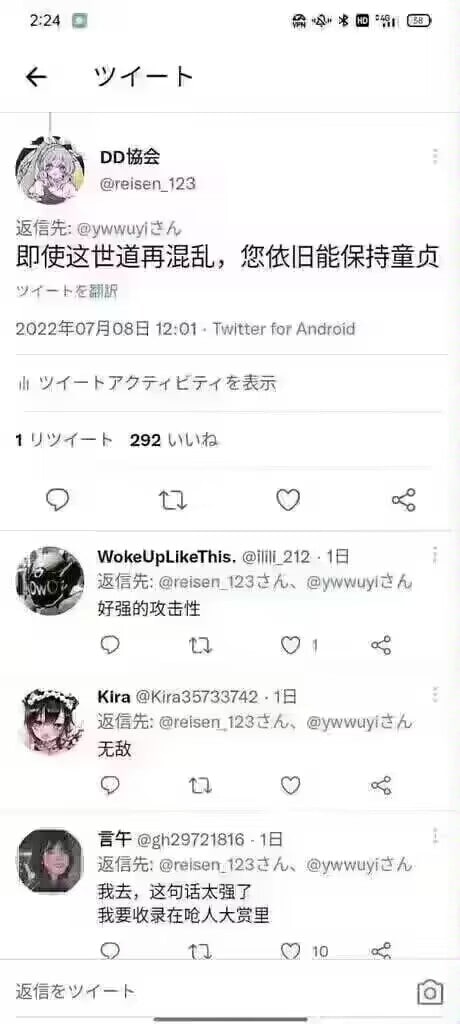 2:24 VPN HD 4G 58
ツイート
DD協会
@reisen_123
返信先: @ywwuyiさん
即使这世道再混乱，您依旧能保持童贞
ツイートを翻訳
2022年07月08日 12:01 · Twitter for Android
ツイートアクティビティを表示
1 リツイート 292 いいね
WokeUpLikeThis. @ilili_212 · 1日
返信先: @reisen_123さん、@ywwuyiさん
好强的攻击性
1
Kira @Kira35733742 · 1日
返信先: @reisen_123さん、@ywwuyiさん
无敌
言午 @gh29721816 · 1日
返信先: @reisen_123さん、@ywwuyiさん
我去，这句话太强了
我要收录在呛人大赏里
10
返信をツイート